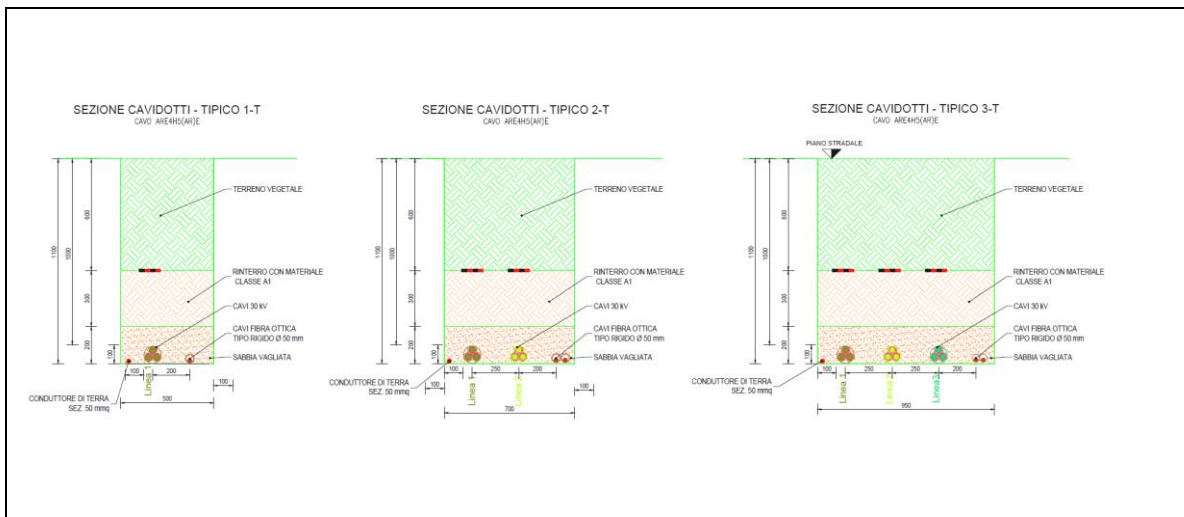 SEZIONE CAVIDOTTI - TIPICO 1-T
CAVO ARE4H5(AR)E
TERRENO VEGETALE
RINTERRO CON MATERIALE
CLASSE A1
CAVI 30 kV
CAVI FIBRA OTTICA
TIPO RIGIDO Ø 50 mm
SABBIA VAGLIATA
CONDUTTORE DI TERRA
SEZ. 50 mmq
1100
1000
600
300
200
100
100
200
100
Linea 1
500
SEZIONE CAVIDOTTI - TIPICO 2-T
CAVO ARE4H5(AR)E
TERRENO VEGETALE
RINTERRO CON MATERIALE
CLASSE A1
CAVI 30 kV
CAVI FIBRA OTTICA
TIPO RIGIDO Ø 50 mm
SABBIA VAGLIATA
CONDUTTORE DI TERRA
SEZ. 50 mmq
1100
1000
600
300
200
100
100
100
250
200
100
Linea 1
Linea 2
700
SEZIONE CAVIDOTTI - TIPICO 3-T
CAVO ARE4H5(AR)E
PIANO STRADALE
TERRENO VEGETALE
RINTERRO CON MATERIALE
CLASSE A1
CAVI 30 kV
CAVI FIBRA OTTICA
TIPO RIGIDO Ø 50 mm
SABBIA VAGLIATA
CONDUTTORE DI TERRA
SEZ. 50 mmq
1100
1000
600
300
200
100
100
250
250
200
Linea 1
Linea 2
Linea3
950